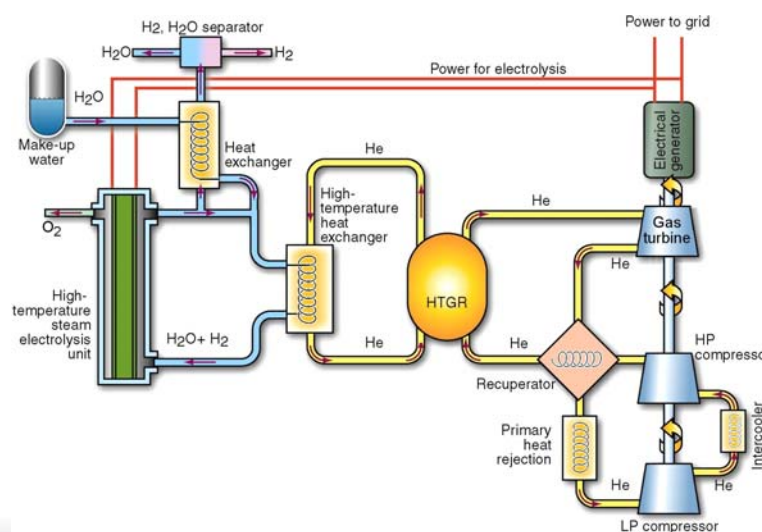 H2, H2O separator
Power to grid
H2O
H2
Power for electrolysis
H2O
Make-up
water
Heat
exchanger
Electrical
generator
He
High-
temperature
heat
exchanger
He
O2
Gas
turbine
He
HTGR
High-
temperature
steam
electrolysis
unit
H2O+ H2
He
He
HP
compressor
Recuperator
Primary
heat
rejection
Intercooler
He
He
LP compressor